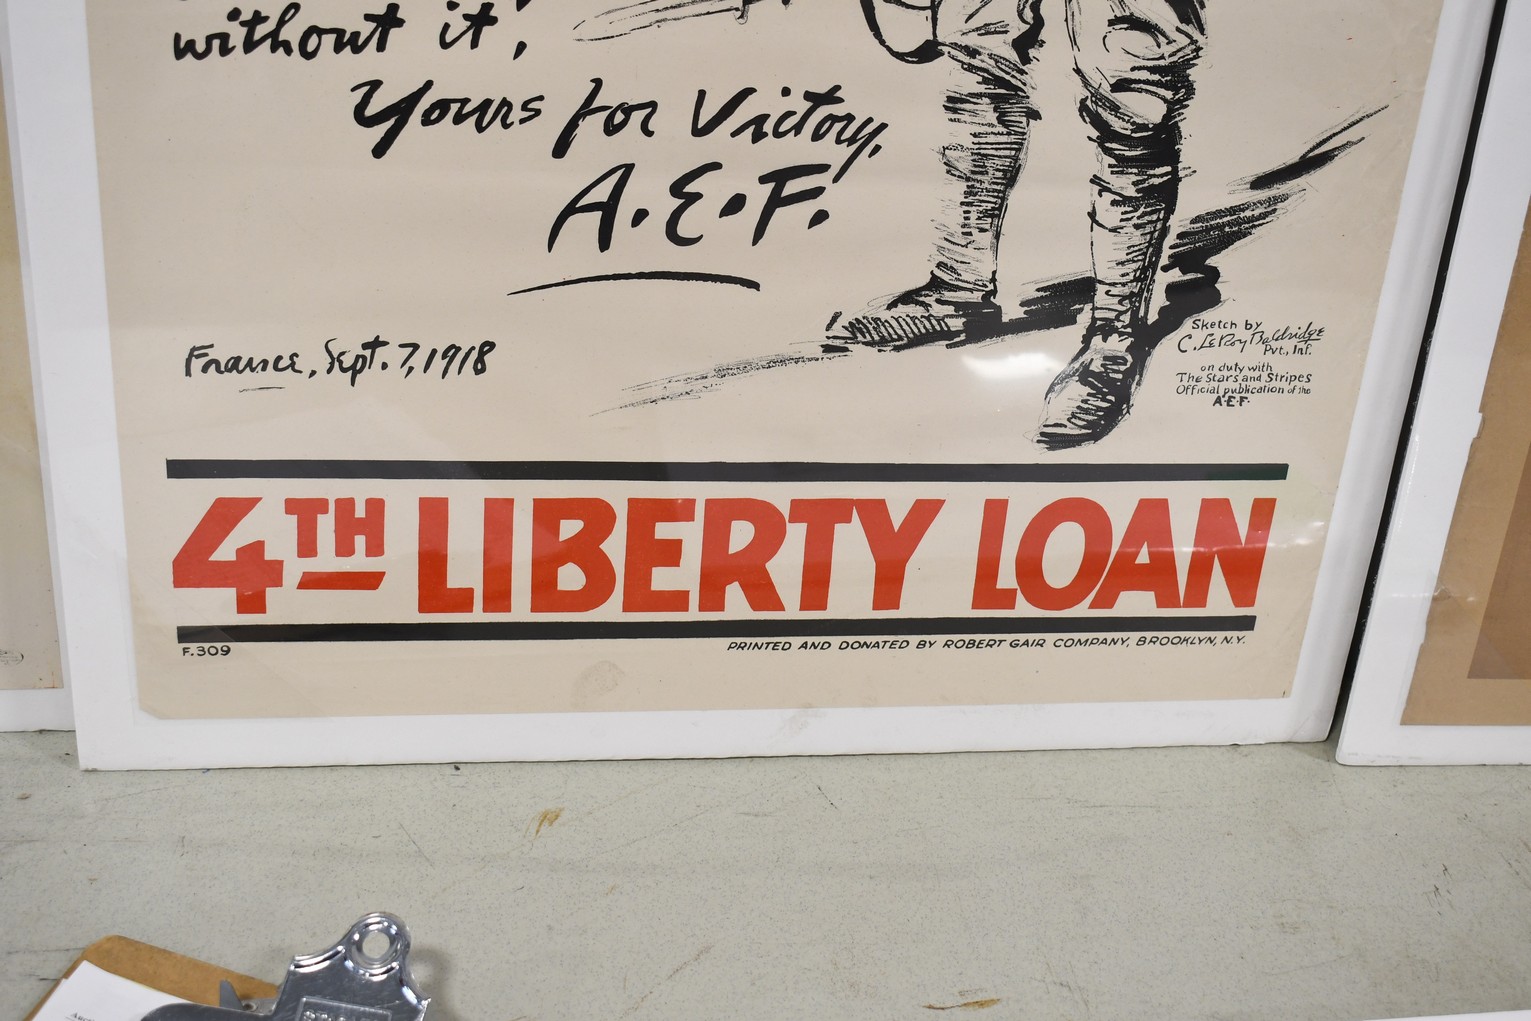 without it,
Yours for Victory,
A.E.F.
France, Sept. 7, 1918
Sketch by
C. LeRoy Baldridge
Pvt., Inf.
on duty with
The Stars and Stripes
Official publication of the
A·E·F·
4TH LIBERTY LOAN
F.309
PRINTED AND DONATED BY ROBERT GAIR COMPANY, BROOKLYN, N.Y.